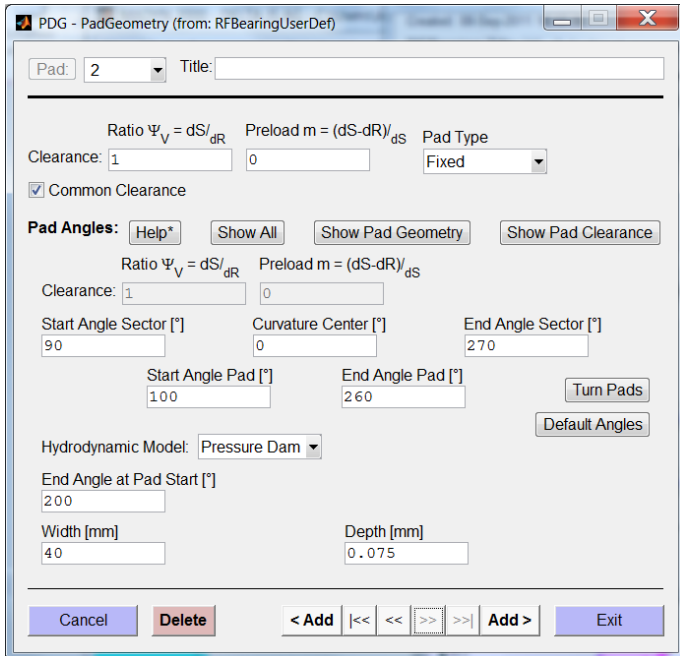 PDG - PadGeometry (from: RFBearingUserDef)
Pad: 2 Title:
Ratio ΨV = dS/dR Preload m = (dS-dR)/dS Pad Type
Clearance: 1 0 Fixed
Common Clearance
Pad Angles: Help* Show All Show Pad Geometry Show Pad Clearance
Ratio ΨV = dS/dR Preload m = (dS-dR)/dS
Clearance: 1 0
Start Angle Sector [°] Curvature Center [°] End Angle Sector [°]
90 0 270
Start Angle Pad [°] End Angle Pad [°]
100 260 Turn Pads
Default Angles
Hydrodynamic Model: Pressure Dam
End Angle at Pad Start [°]
200
Width [mm] Depth [mm]
40 0.075
Cancel Delete < Add |<< << >> >>| Add > Exit